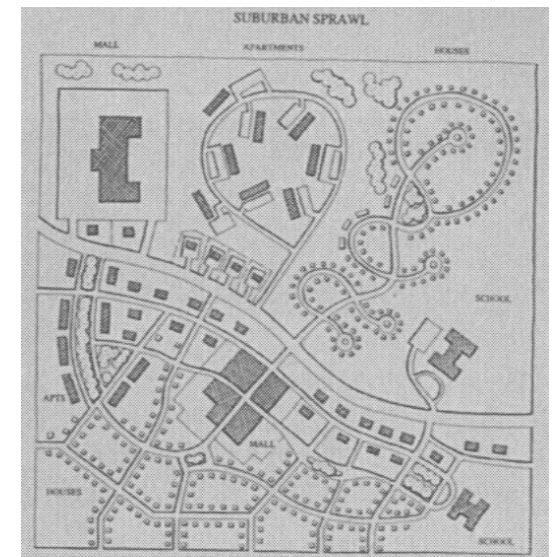 SUBURBAN SPRAWL
MALL APARTMENTS HOUSES
SCHOOL
APTS
MALL
HOUSES
SCHOOL